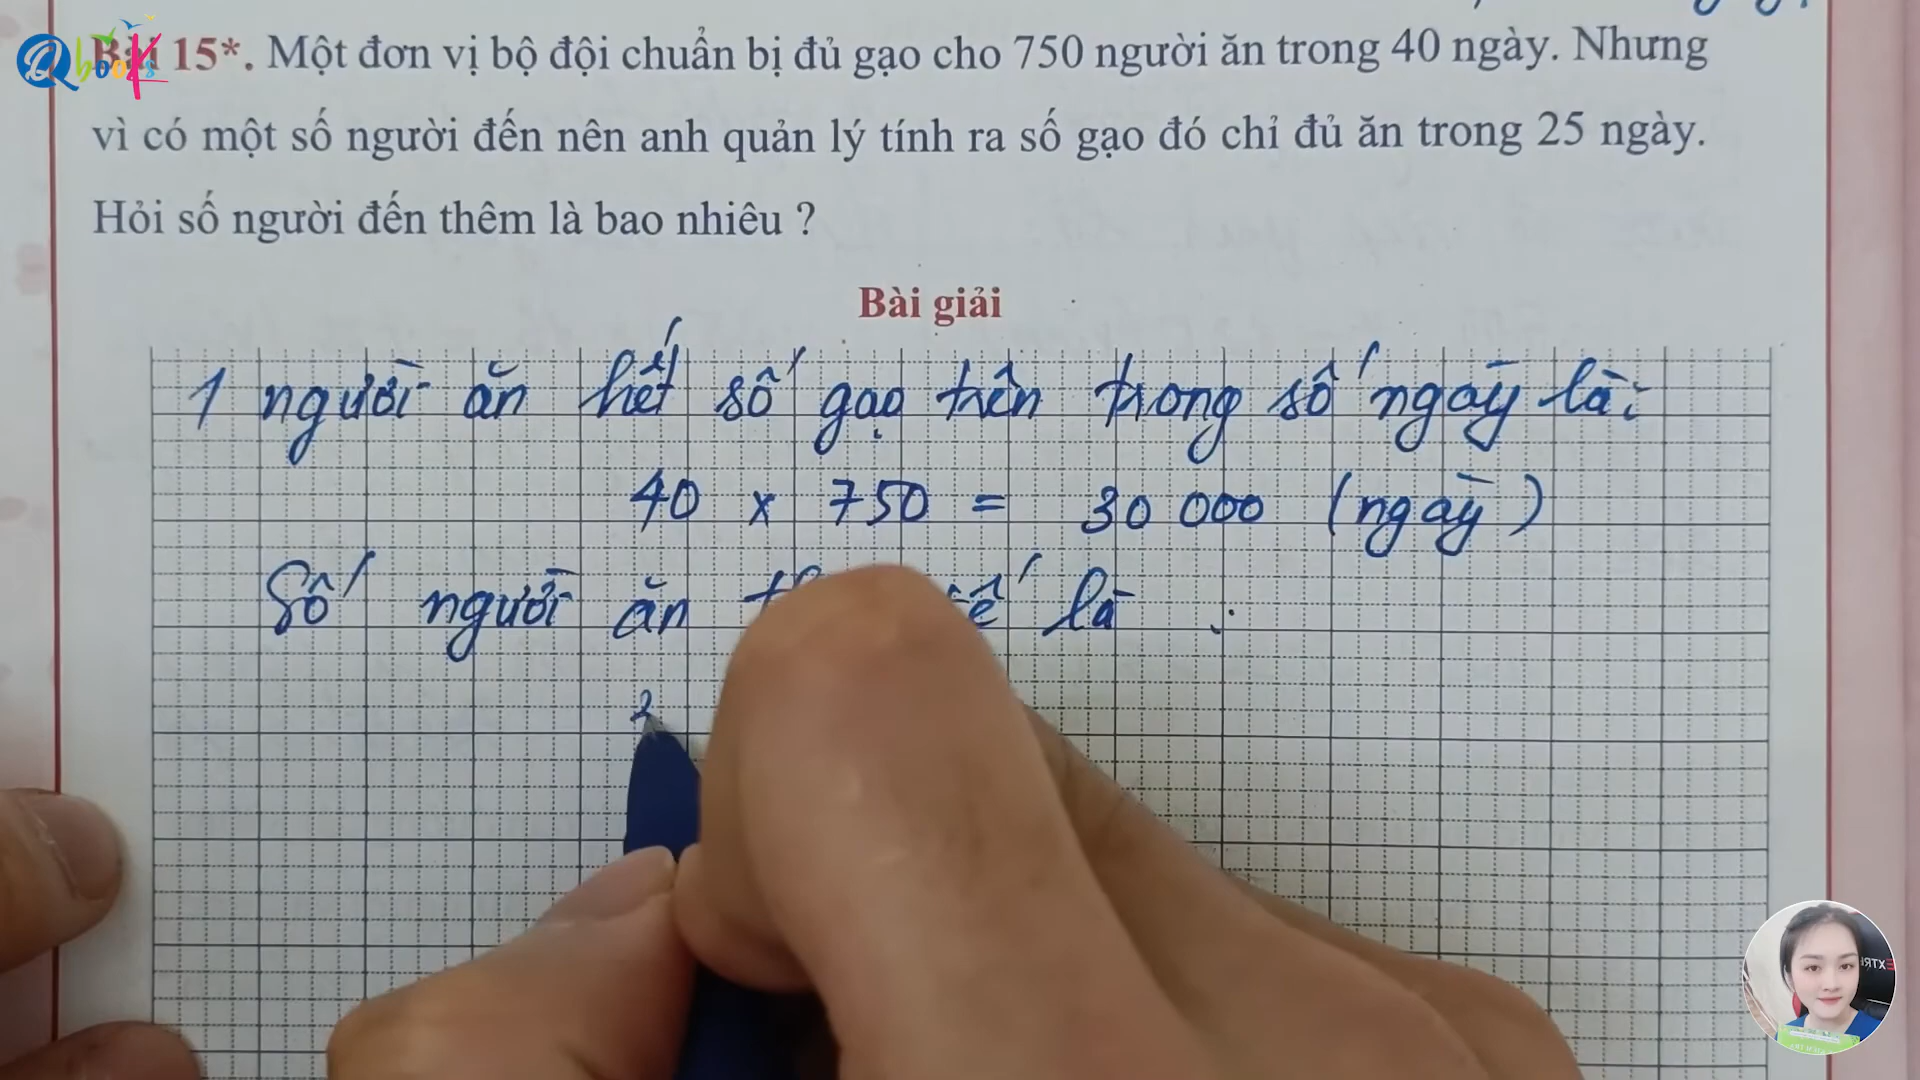 Qbooks
Bài 15*. Một đơn vị bộ đội chuẩn bị đủ gạo cho 750 người ăn trong 40 ngày. Nhưng
vì có một số người đến nên anh quản lý tính ra số gạo đó chỉ đủ ăn trong 25 ngày.
Hỏi số người đến thêm là bao nhiêu ?
Bài giải
1 người ăn hết số gạo trên trong số ngày là:
40 x 750 = 30 000 (ngày)
Số người ăn là :